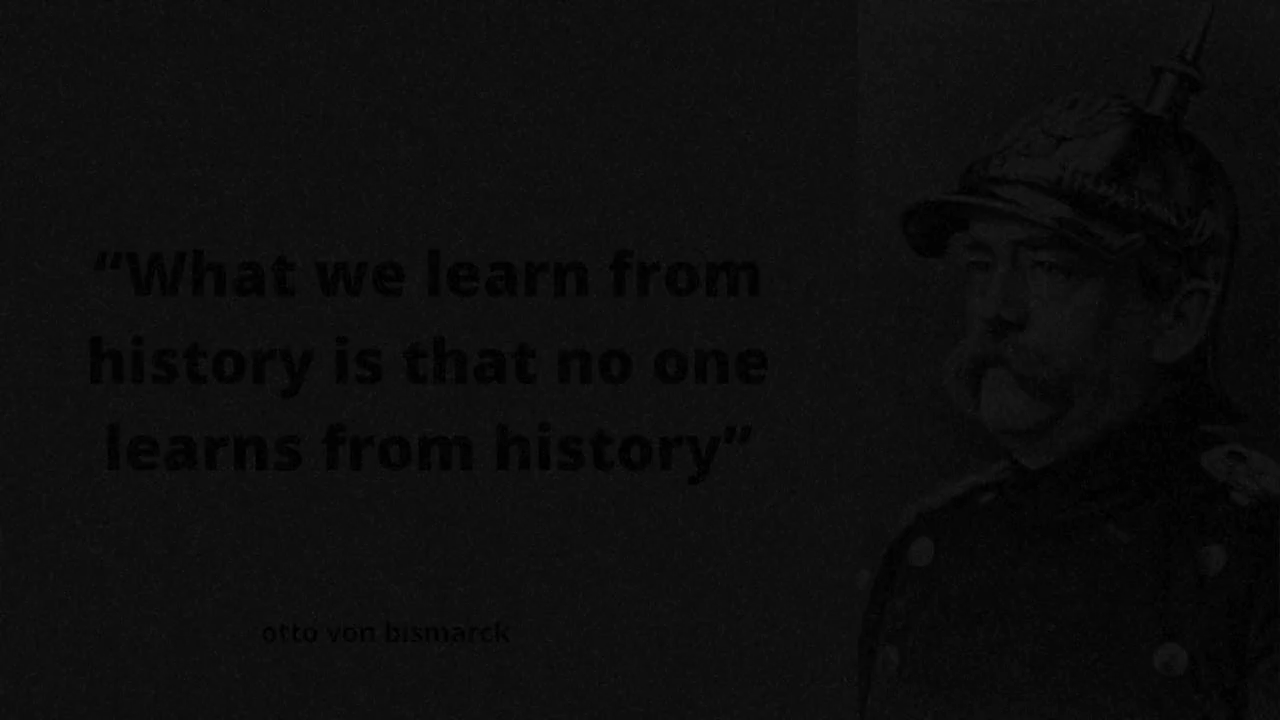 “What we learn from
history is that no one
learns from history”
otto von bismarck